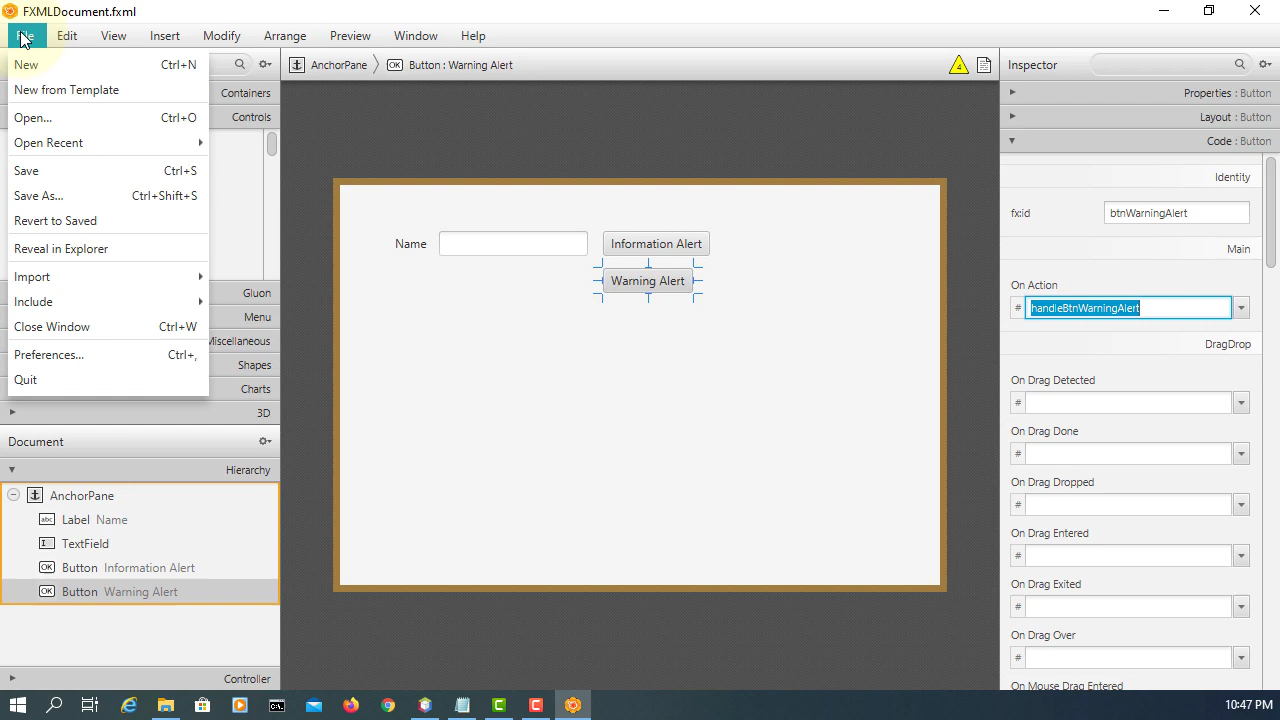 FXMLDocument.fxml
File Edit View Insert Modify Arrange Preview Window Help
New Ctrl+N
New from Template
Open... Ctrl+O
Open Recent
Save Ctrl+S
Save As... Ctrl+Shift+S
Revert to Saved
Reveal in Explorer
Import
Include
Close Window Ctrl+W
Preferences... Ctrl+,
Quit
Containers
Controls
Gluon
Menu
Miscellaneous
Shapes
Charts
3D
Document
Hierarchy
AnchorPane
abc Label Name
TextField
OK Button Information Alert
OK Button Warning Alert
Controller
AnchorPane OK Button : Warning Alert
4
Name Information Alert
Warning Alert
Inspector
Properties : Button
Layout : Button
Code : Button
Identity
fx:id btnWarningAlert
Main
On Action
# handleBtnWarningAlert
DragDrop
On Drag Detected
#
On Drag Done
#
On Drag Dropped
#
On Drag Entered
#
On Drag Exited
#
On Drag Over
#
On Mouse Drag Entered
10:47 PM